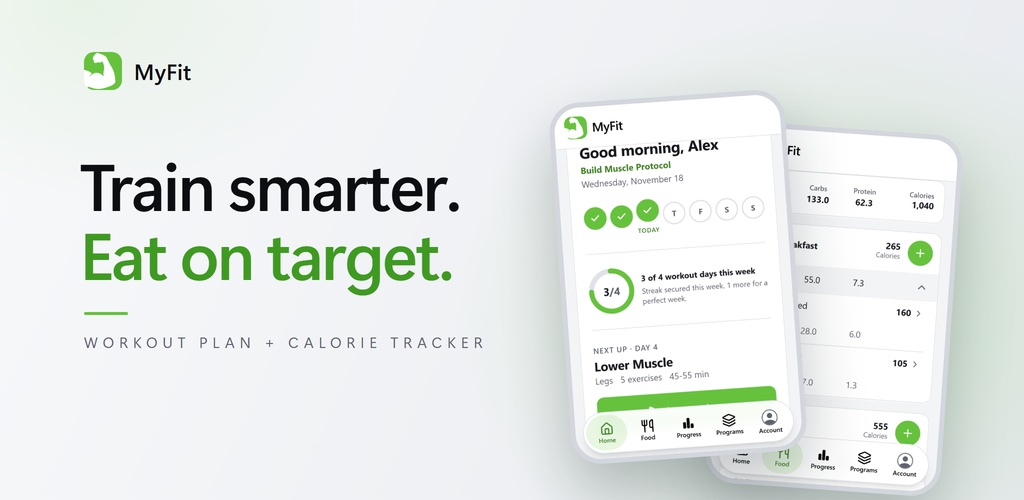 MyFit
Train smarter.
Eat on target.
WORKOUT PLAN + CALORIE TRACKER
MyFit
Good morning, Alex
Build Muscle Protocol
Wednesday, November 18
T F S S
TODAY
3/4
3 of 4 workout days this week
Streak secured this week. 1 more for a
perfect week.
NEXT UP · DAY 4
Lower Muscle
Legs 5 exercises 45-55 min
Home Food Progress Programs Account
Fit
Carbs Protein Calories
133.0 62.3 1,040
265
Calories
55.0 7.3
160
28.0 6.0
105
1.3
555
Calories
Home Food Progress Programs Account